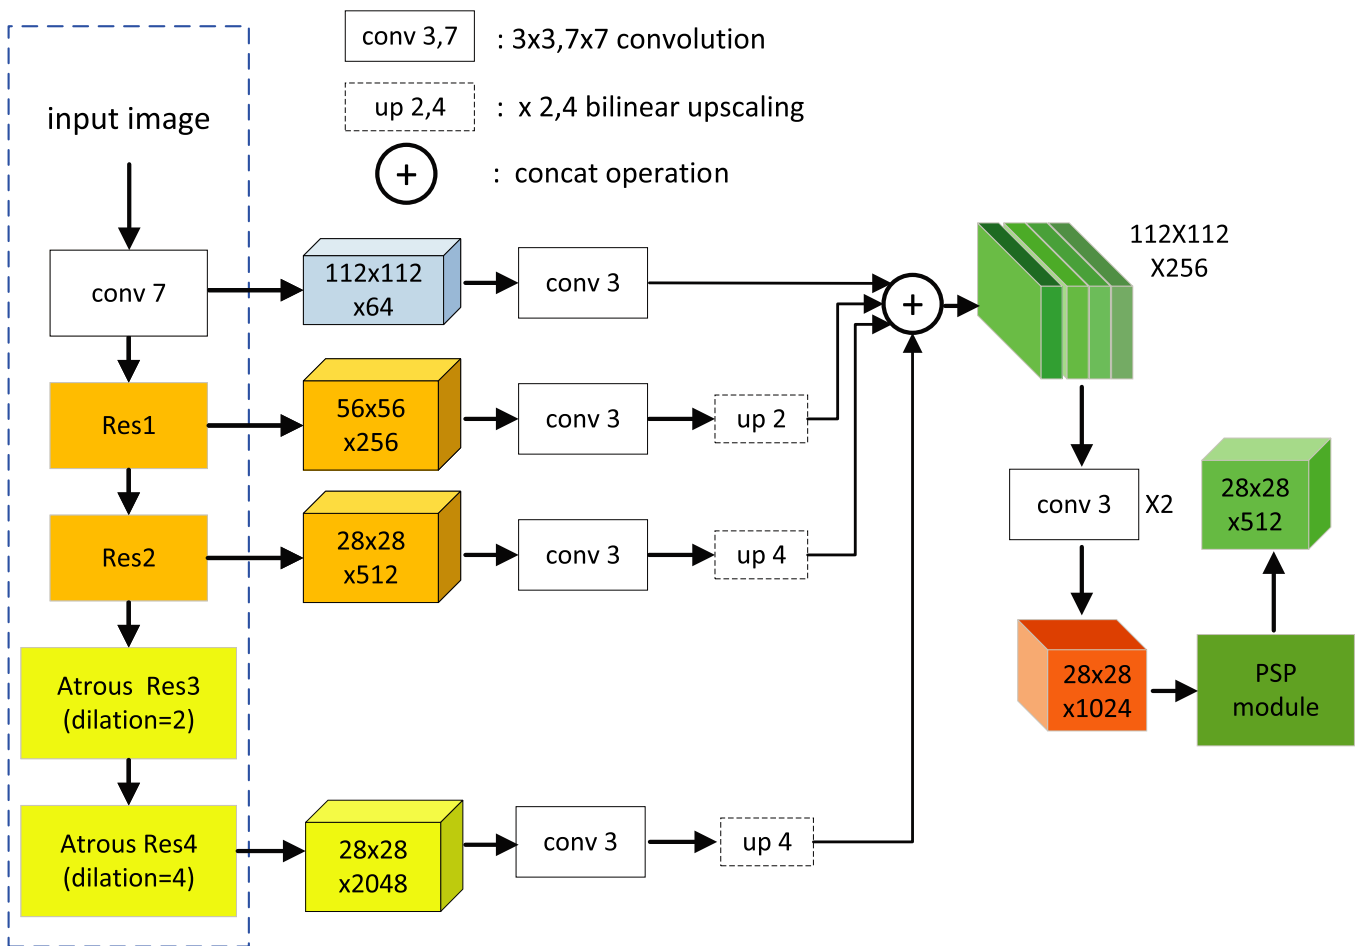 conv 3,7 : 3x3,7x7 convolution
up 2,4 : x 2,4 bilinear upscaling
+ : concat operation
input image
conv 7
112x112
x64
conv 3
+
112X112
X256
Res1
56x56
x256
conv 3
up 2
Res2
28x28
x512
conv 3
up 4
conv 3 X2
28x28
x512
Atrous Res3
(dilation=2)
28x28
x1024
PSP
module
Atrous Res4
(dilation=4)
28x28
x2048
conv 3
up 4